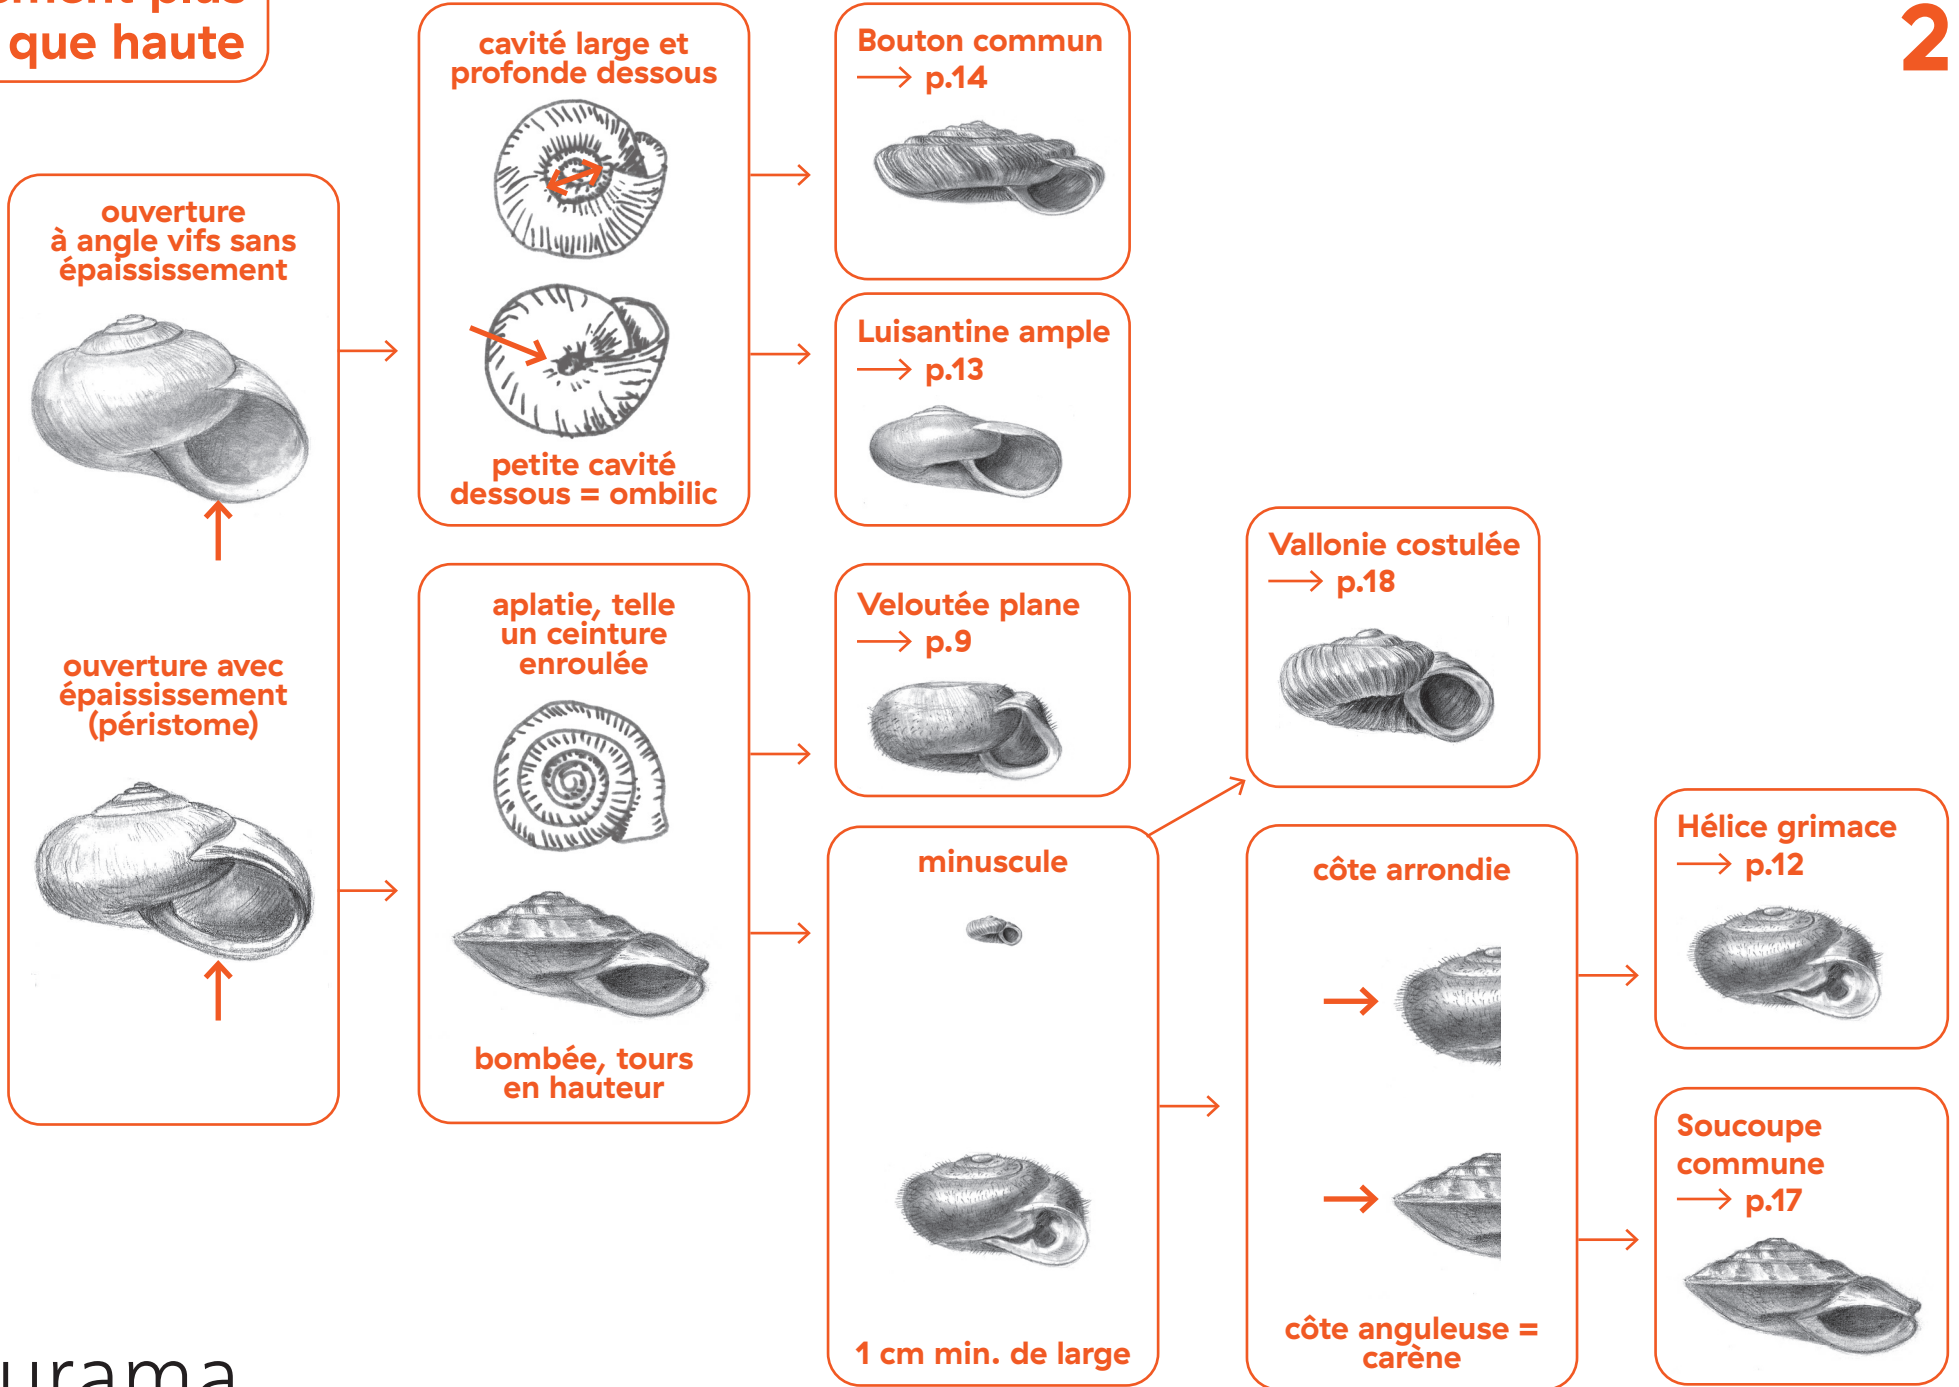 plus
que haute
2
ouverture
à angle vifs sans
épaississement
ouverture avec
épaississement
(péristome)
cavité large et
profonde dessous
petite cavité
dessous = ombilic
aplatie, telle
un ceinture
enroulée
bombée, tours
en hauteur
Bouton commun
→ p.14
Luisantine ample
→ p.13
Veloutée plane
→ p.9
minuscule
1 cm min. de large
Vallonie costulée
→ p.18
côte arrondie
côte anguleuse =
carène
Hélice grimace
→ p.12
Soucoupe
commune
→ p.17